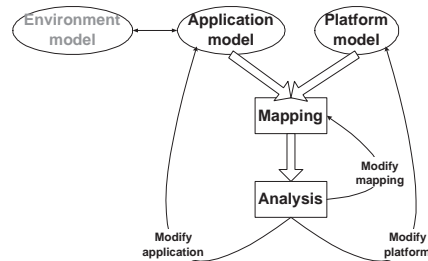 Environment
model
Application
model
Platform
model
Mapping
Modify
mapping
Analysis
Modify
application
Modify
platform